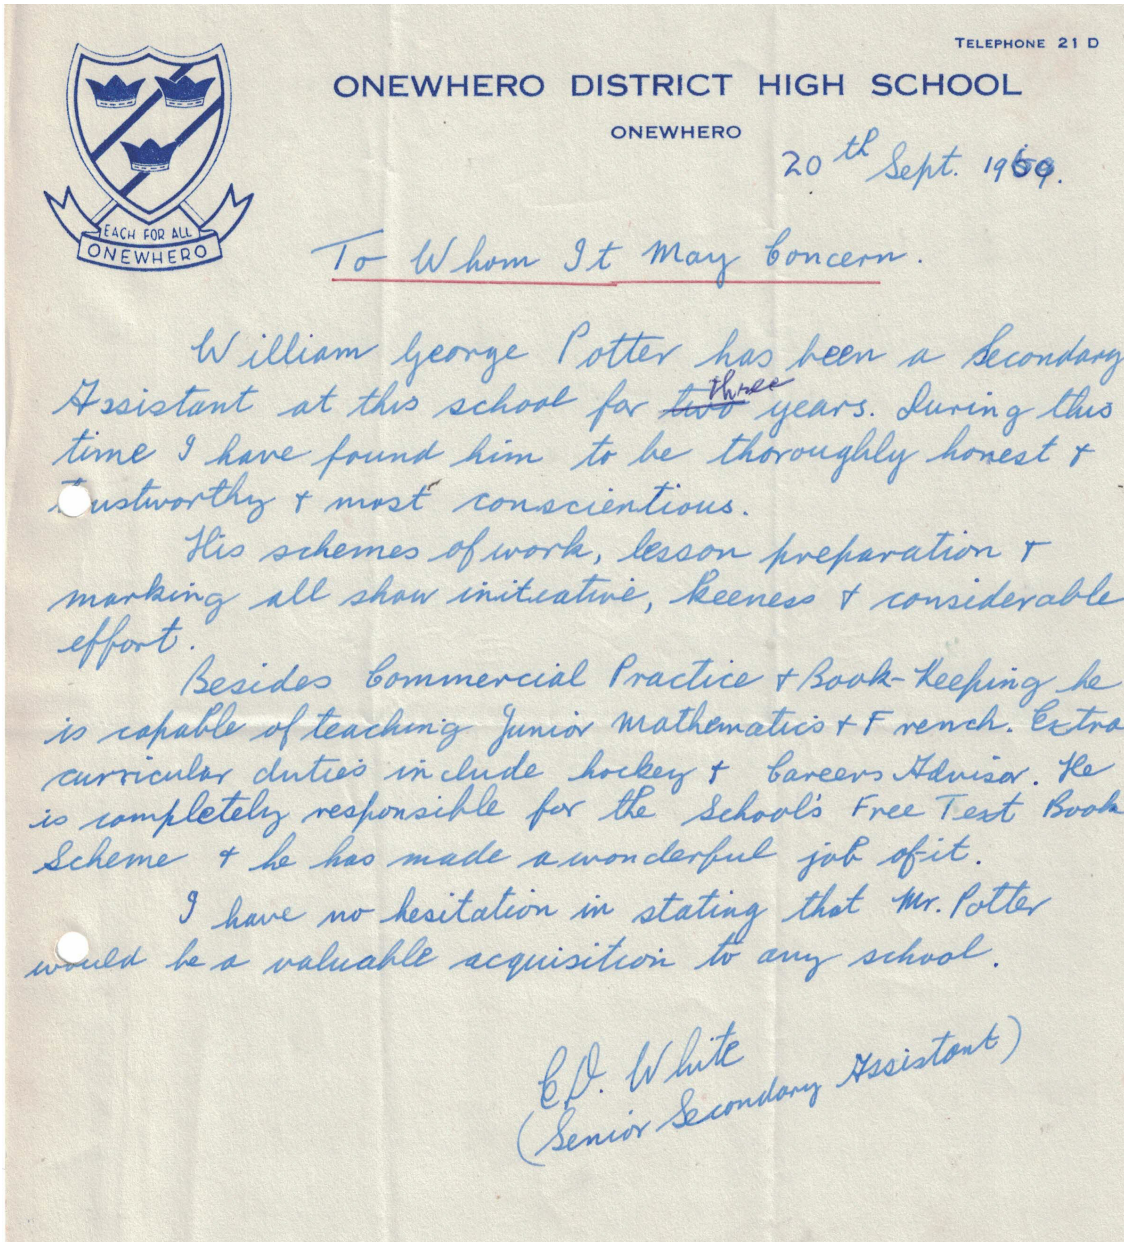 TELEPHONE 21 D
ONEWHERO DISTRICT HIGH SCHOOL
ONEWHERO
20th Sept. 1969.
EACH FOR ALL
ONEWHERO
To Whom It May Concern.
William George Potter has been a Secondary
Assistant at this school for two three years. During this
time I have found him to be thoroughly honest &
trustworthy & most conscientious.
His schemes of work, lesson preparation &
marking all show initiative, keeness & considerable
effort.
Besides Commercial Practice & Book-Keeping he
is capable of teaching Junior Mathematics & French. Extra
curricular duties include hockey & Careers Advisor. He
is completely responsible for the School's Free Text Book
Scheme & he has made a wonderful job of it.
I have no hesitation in stating that Mr. Potter
would be a valuable acquisition to any school.
C.D. White
(Senior Secondary Assistant)